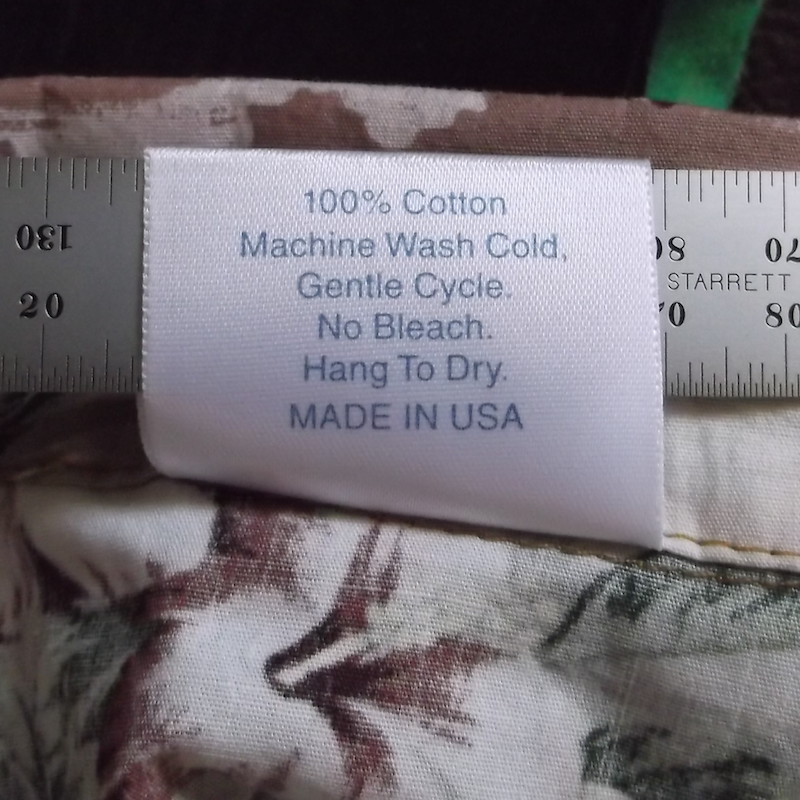 100% Cotton
Machine Wash Cold,
Gentle Cycle.
No Bleach.
Hang To Dry.
MADE IN USA
130
20
80
70
STARRETT
80